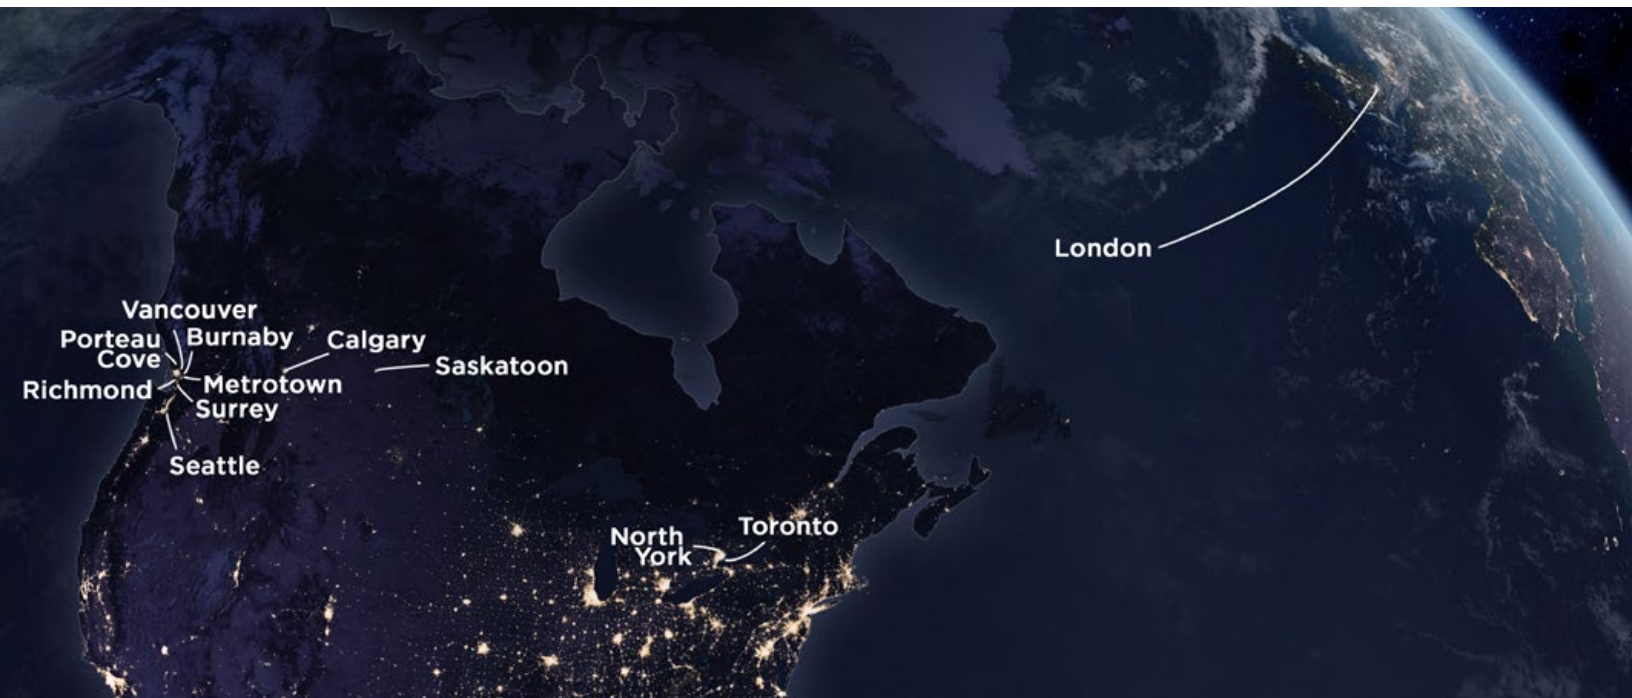 London
Vancouver
Porteau
Cove
Burnaby
Calgary
Saskatoon
Richmond
Metrotown
Surrey
Seattle
North
York
Toronto